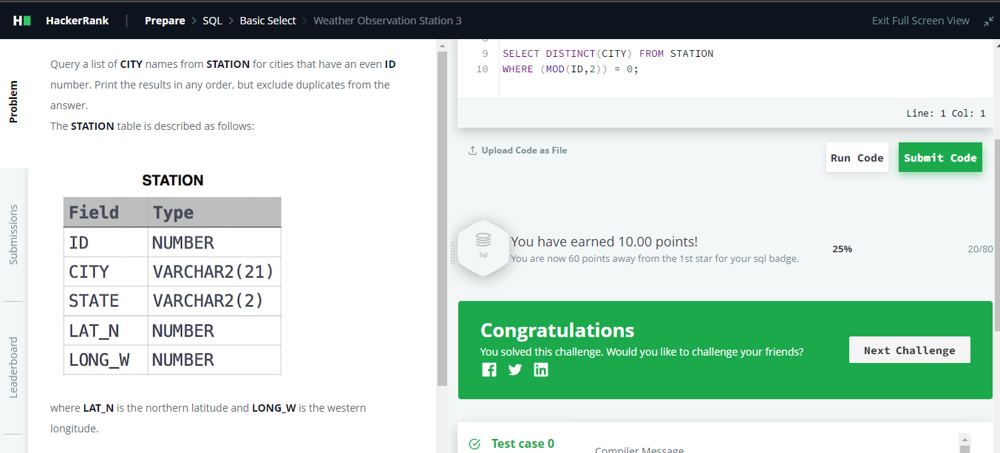 HackerRank | Prepare > SQL > Basic Select > Weather Observation Station 3
Exit Full Screen View
Problem
Submissions
Leaderboard
Query a list of CITY names from STATION for cities that have an even ID
number. Print the results in any order, but exclude duplicates from the
answer.
The STATION table is described as follows:
STATION
Field Type
ID NUMBER
CITY VARCHAR2(21)
STATE VARCHAR2(2)
LAT_N NUMBER
LONG_W NUMBER
where LAT_N is the northern latitude and LONG_W is the western
longitude.
9 SELECT DISTINCT(CITY) FROM STATION
10 WHERE (MOD(ID,2)) = 0;
Line: 1 Col: 1
Upload Code as File
Run Code
Submit Code
Sql
You have earned 10.00 points!
You are now 60 points away from the 1st star for your sql badge.
25%
20/80
Congratulations
You solved this challenge. Would you like to challenge your friends?
Next Challenge
Test case 0
Compiler Message